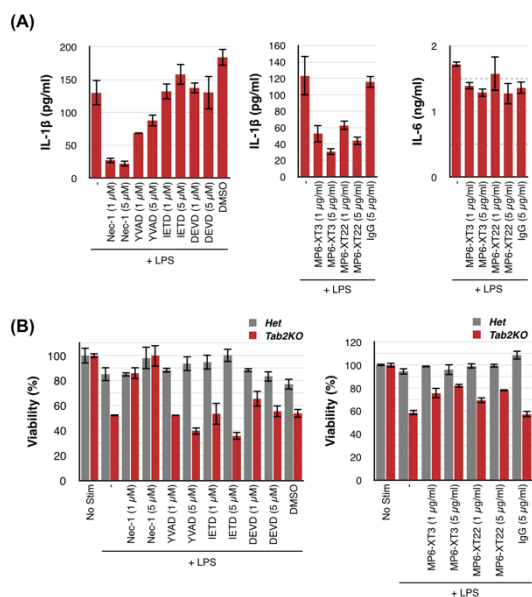 (A)
IL-1β (pg/ml)
200
150
100
50
0
-
Nec-1 (1 µM)
Nec-1 (5 µM)
YVAD (1 µM)
YVAD (5 µM)
IETD (1 µM)
IETD (5 µM)
DEVD (1 µM)
DEVD (5 µM)
DMSO
+ LPS
IL-1β (pg/ml)
160
140
120
100
80
60
40
20
0
-
MP6-XT3 (1 µg/ml)
MP6-XT3 (5 µg/ml)
MP6-XT22 (1 µg/ml)
MP6-XT22 (5 µg/ml)
IgG (5 µg/ml)
+ LPS
IL-6 (ng/ml)
2
1
0
-
MP6-XT3 (1 µg/ml)
MP6-XT3 (5 µg/ml)
MP6-XT22 (1 µg/ml)
MP6-XT22 (5 µg/ml)
IgG (5 µg/ml)
+ LPS
(B)
Het
Tab2KO
Viability (%)
100
80
60
40
20
0
No Stim
-
Nec-1 (1 µM)
Nec-1 (5 µM)
YVAD (1 µM)
YVAD (5 µM)
IETD (1 µM)
IETD (5 µM)
DEVD (1 µM)
DEVD (5 µM)
DMSO
+ LPS
Het
Tab2KO
Viability (%)
100
80
60
40
20
0
No Stim
-
MP6-XT3 (1 µg/ml)
MP6-XT3 (5 µg/ml)
MP6-XT22 (1 µg/ml)
MP6-XT22 (5 µg/ml)
IgG (5 µg/ml)
+ LPS